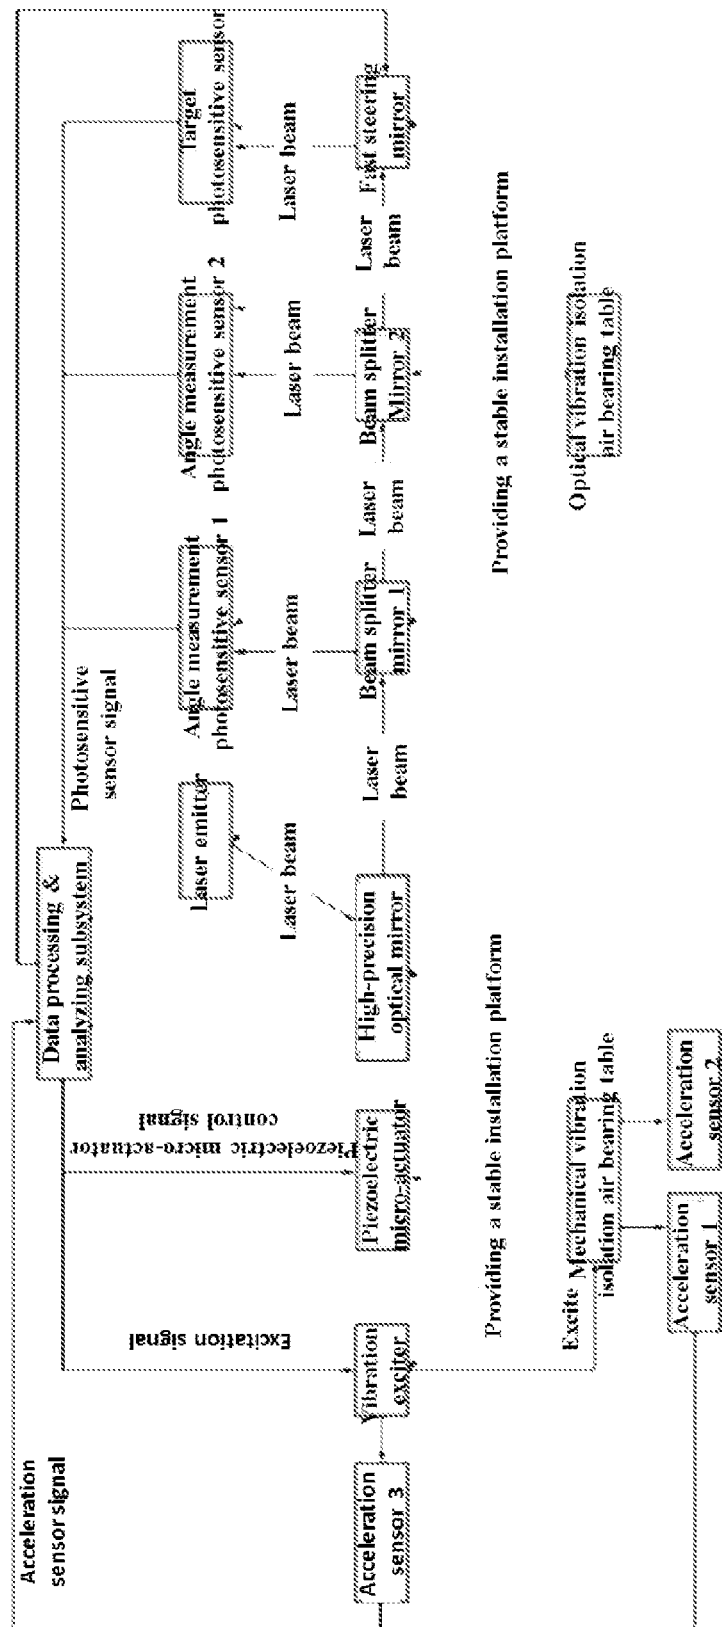 Acceleration
sensor signal
Data processing &
analyzing subsystem
Photosensitive
sensor signal
Excitation signal
Piezoelectric micro-actuator
control signal
Laser emitter
Angle measurement
photosensitive sensor 1
Angle measurement
photosensitive sensor 2
Target
photosensitive sensor
Laser beam
Laser beam
Laser beam
Laser beam
Acceleration
sensor 3
Vibration
exciter
Piezoelectric
micro-actuator
High-precision
optical mirror
Laser
beam
Beam splitter
mirror 1
Laser
beam
Beam splitter
Mirror 2
Laser
beam
Fast steering
mirror
Providing a stable installation platform
Providing a stable installation platform
Excite
Mechanical vibration
isolation air bearing table
Optical vibration isolation
air bearing table
Acceleration
sensor 1
Acceleration
sensor 2